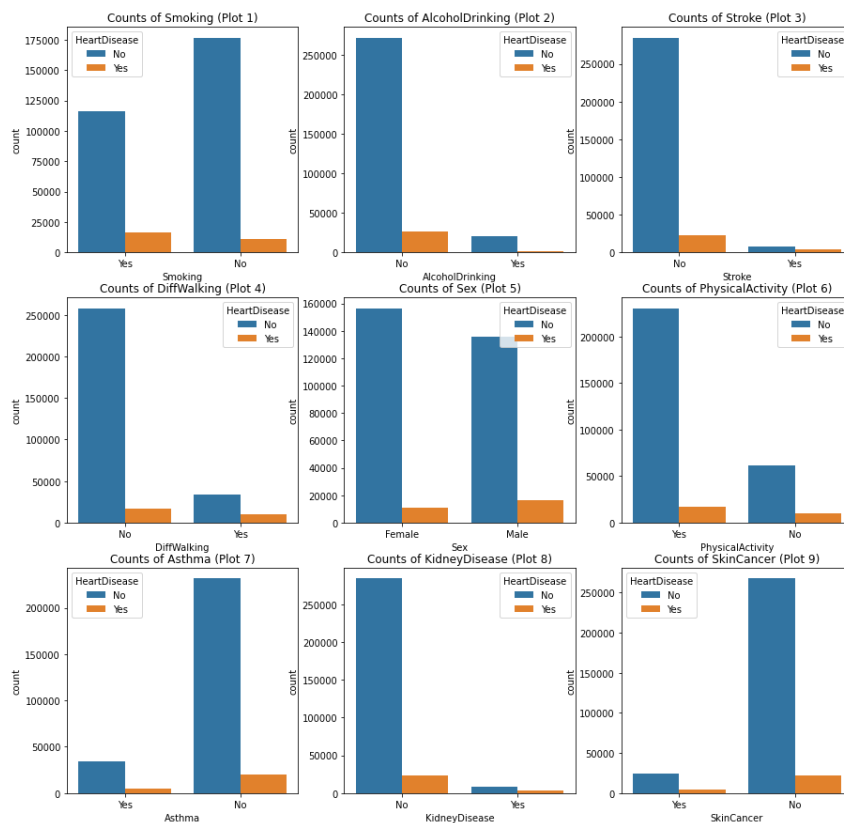 Counts of Smoking (Plot 1)
175000
150000
125000
100000
75000
50000
25000
0
count
HeartDisease
No
Yes
Yes
No
Smoking
Counts of AlcoholDrinking (Plot 2)
250000
200000
150000
100000
50000
0
count
HeartDisease
No
Yes
No
Yes
AlcoholDrinking
Counts of Stroke (Plot 3)
250000
200000
150000
100000
50000
0
count
HeartDisease
No
Yes
No
Yes
Stroke
Counts of DiffWalking (Plot 4)
250000
200000
150000
100000
50000
0
count
HeartDisease
No
Yes
No
Yes
DiffWalking
Counts of Sex (Plot 5)
160000
140000
120000
100000
80000
60000
40000
20000
0
count
HeartDisease
No
Yes
Female
Male
Sex
Counts of PhysicalActivity (Plot 6)
200000
150000
100000
50000
0
count
HeartDisease
No
Yes
Yes
No
PhysicalActivity
Counts of Asthma (Plot 7)
200000
150000
100000
50000
0
count
HeartDisease
No
Yes
Yes
No
Asthma
Counts of KidneyDisease (Plot 8)
250000
200000
150000
100000
50000
0
count
HeartDisease
No
Yes
No
Yes
KidneyDisease
Counts of SkinCancer (Plot 9)
250000
200000
150000
100000
50000
0
count
HeartDisease
No
Yes
Yes
No
SkinCancer